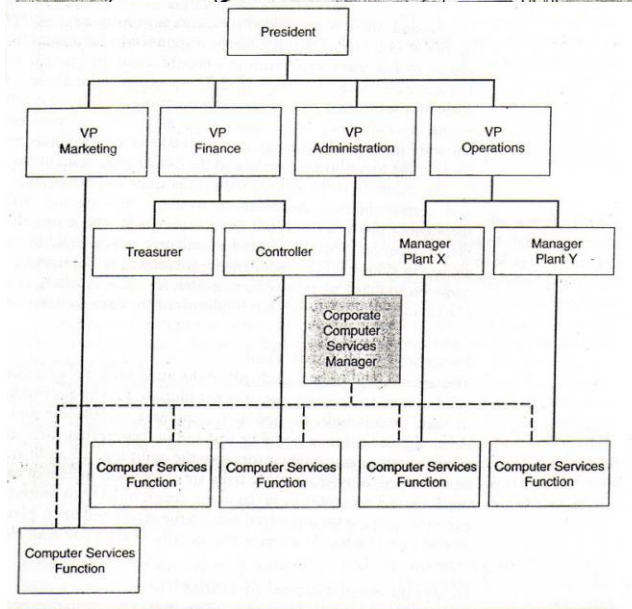 President
VP
Marketing
VP
Finance
VP
Administration
VP
Operations
Treasurer
Controller
Manager
Plant X
Manager
Plant Y
Corporate
Computer
Services
Manager
Computer Services
Function
Computer Services
Function
Computer Services
Function
Computer Services
Function
Computer Services
Function